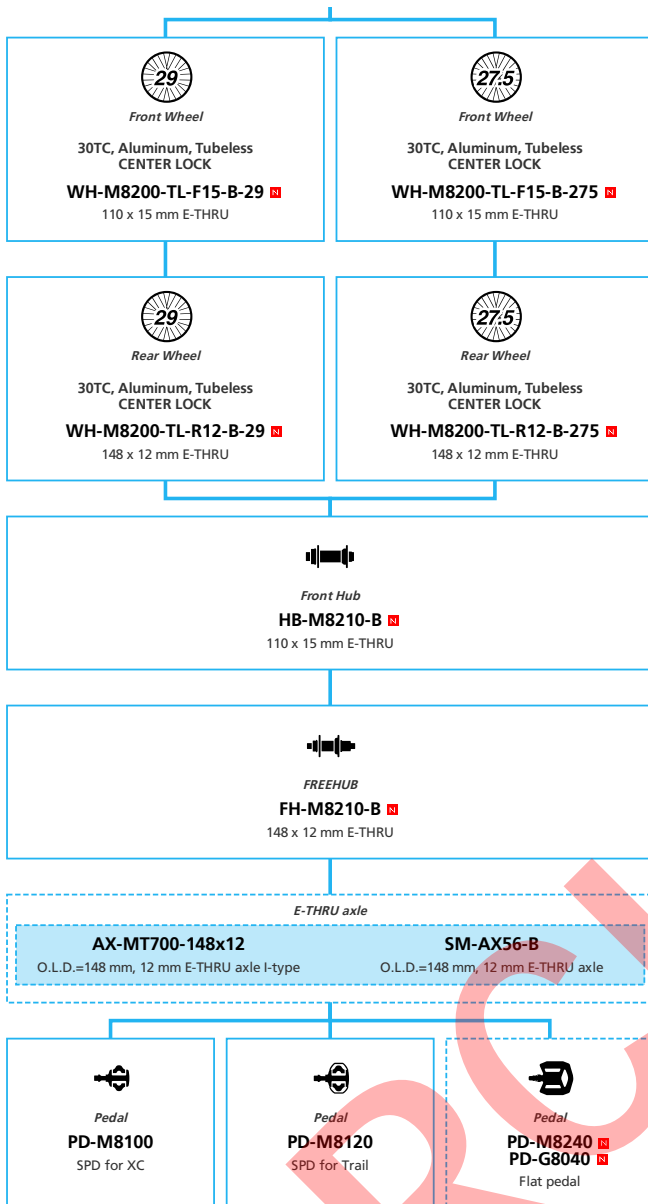 29
Front Wheel
30TC, Aluminum, Tubeless
CENTER LOCK
WH-M8200-TL-F15-B-29 N
110 x 15 mm E-THRU
27.5
Front Wheel
30TC, Aluminum, Tubeless
CENTER LOCK
WH-M8200-TL-F15-B-275 N
110 x 15 mm E-THRU
29
Rear Wheel
30TC, Aluminum, Tubeless
CENTER LOCK
WH-M8200-TL-R12-B-29 N
148 x 12 mm E-THRU
27.5
Rear Wheel
30TC, Aluminum, Tubeless
CENTER LOCK
WH-M8200-TL-R12-B-275 N
148 x 12 mm E-THRU
Front Hub
HB-M8210-B N
110 x 15 mm E-THRU
FREEHUB
FH-M8210-B N
148 x 12 mm E-THRU
E-THRU axle
AX-MT700-148x12
O.L.D.=148 mm, 12 mm E-THRU axle I-type
SM-AX56-B
O.L.D.=148 mm, 12 mm E-THRU axle
Pedal
PD-M8100
SPD for XC
Pedal
PD-M8120
SPD for Trail
Pedal
PD-M8240 N
PD-G8040 N
Flat pedal